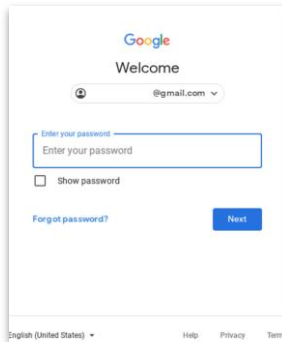 Google
Welcome
@gmail.com
Enter your password
Enter your password
Show password
Forgot password?
Next
English (United States)
Help Privacy Term